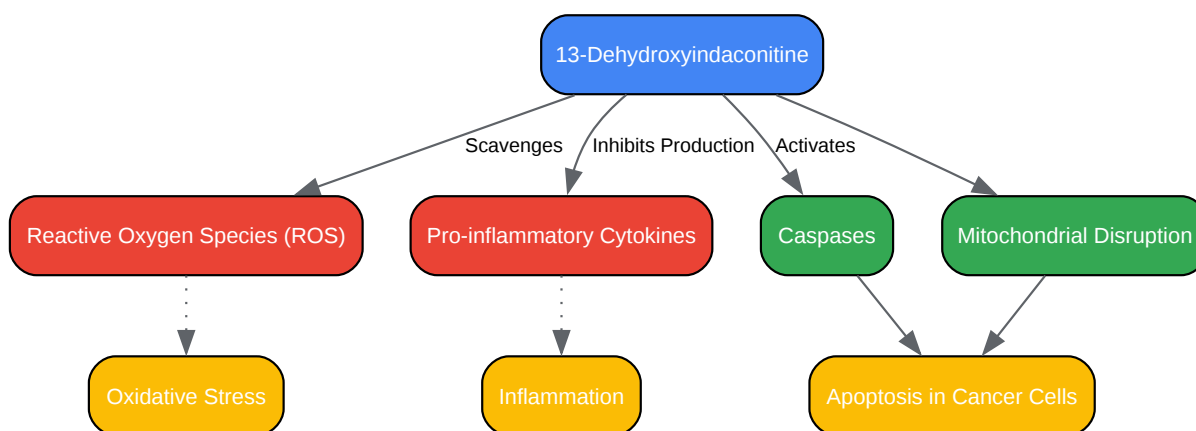 13-Dehydroxyindaconitine
Scavenges
Inhibits Production
Activates
Reactive Oxygen Species (ROS)
Pro-inflammatory Cytokines
Caspases
Mitochondrial Disruption
Oxidative Stress
Inflammation
Apoptosis in Cancer Cells